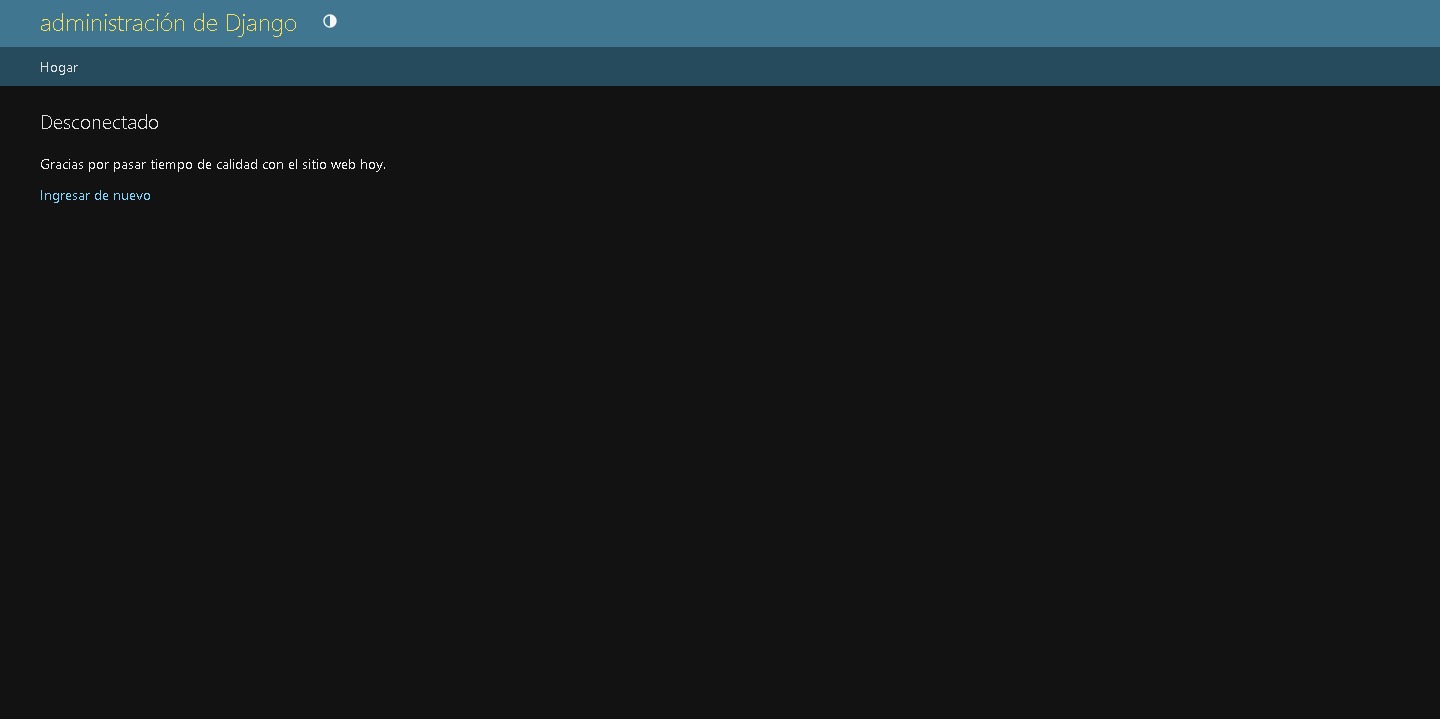 administración de Django
Hogar
Desconectado
Gracias por pasar tiempo de calidad con el sitio web hoy.
Ingresar de nuevo